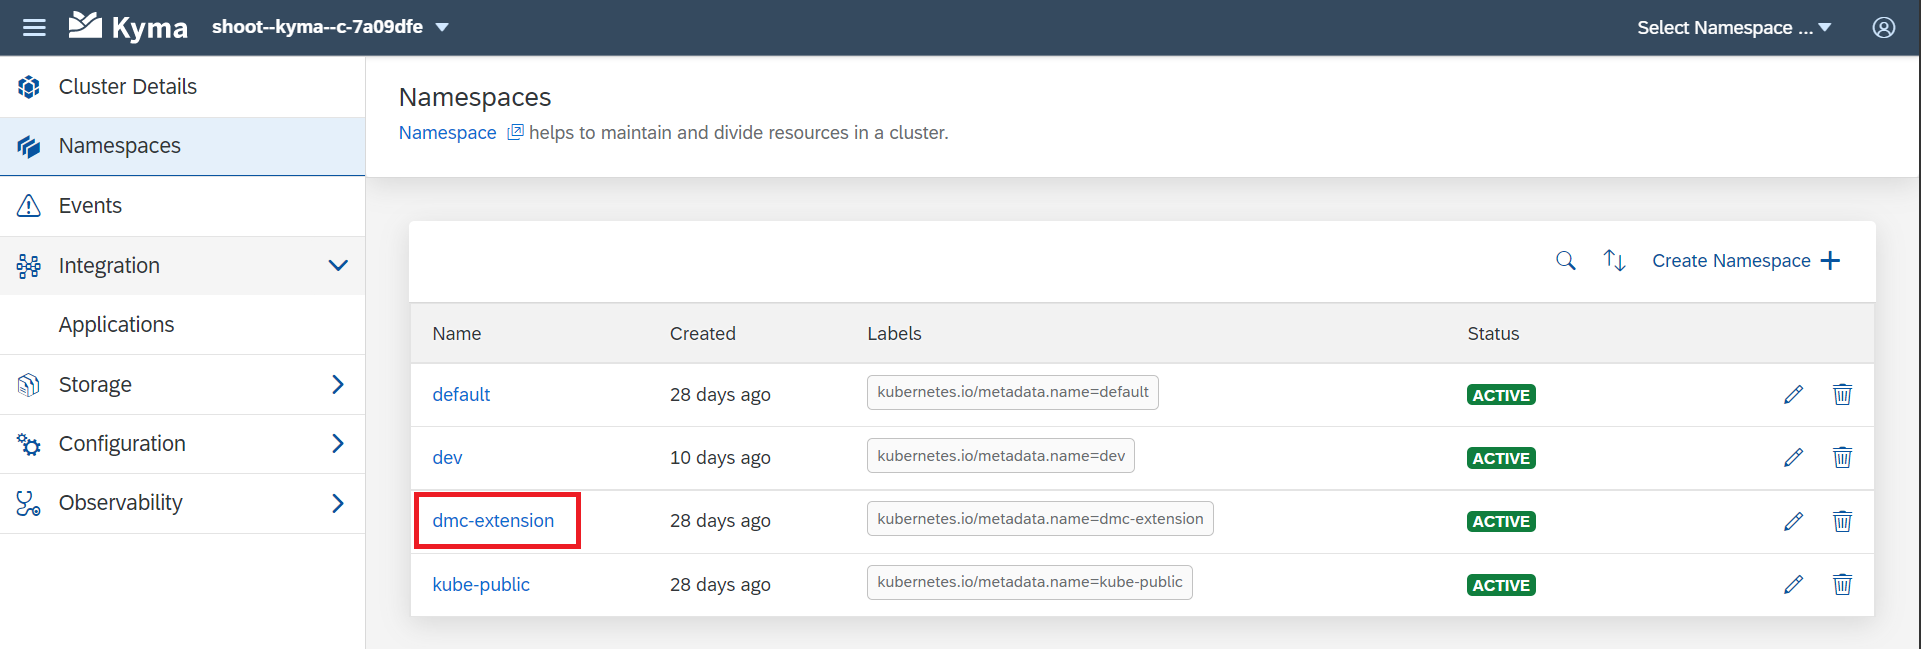 Kyma
shoot--kyma--c-7a09dfe
Select Namespace ...
Cluster Details
Namespaces
Events
Integration
Applications
Storage
Configuration
Observability
Namespaces
Namespace helps to maintain and divide resources in a cluster.
Create Namespace
Name Created Labels Status
default 28 days ago kubernetes.io/metadata.name=default ACTIVE
dev 10 days ago kubernetes.io/metadata.name=dev ACTIVE
dmc-extension 28 days ago kubernetes.io/metadata.name=dmc-extension ACTIVE
kube-public 28 days ago kubernetes.io/metadata.name=kube-public ACTIVE